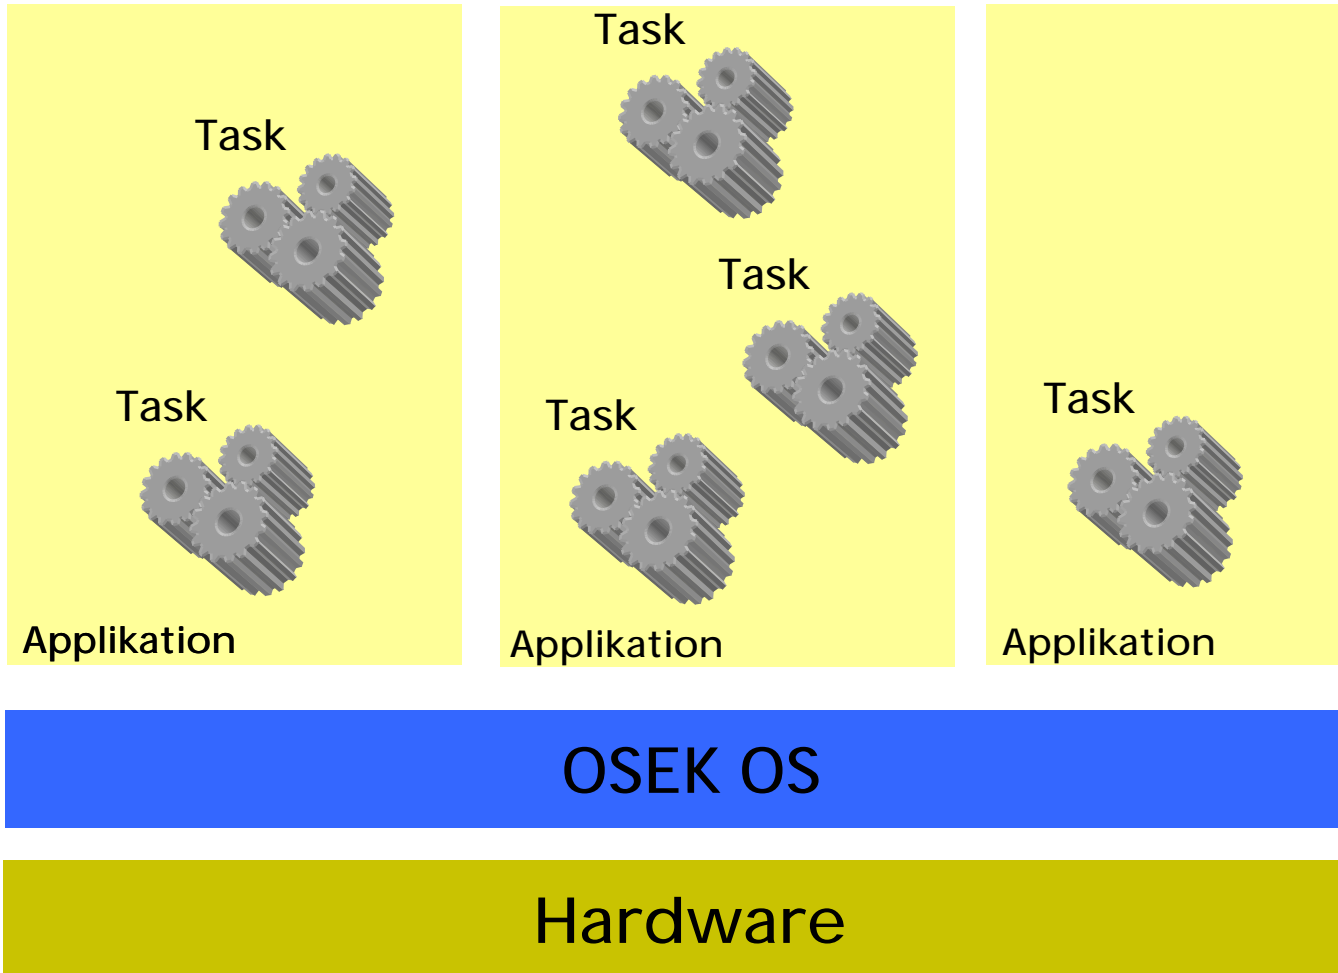 Task
Task
Applikation
Task
Task
Task
Applikation
Task
Applikation
OSEK OS
Hardware